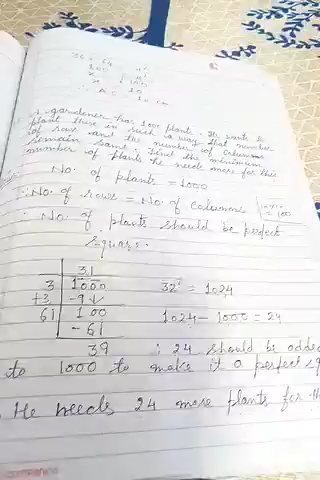 A gardener has 1000 plants. He wants to
plant these in such a way that number
of rows and the number of columns
remain same. Find the minimum
number of plants he needs more for this
No. of plants = 1000
∴ No. of rows = No. of columns
∴ No. of plants should be perfect
square.
31
3 1000 32² = 1024
+3 -9↓
61 100 1024 - 1000 = 24
- 61
39 ∴ 24 should be added
to 1000 to make it a perfect
He needs 24 more plants for